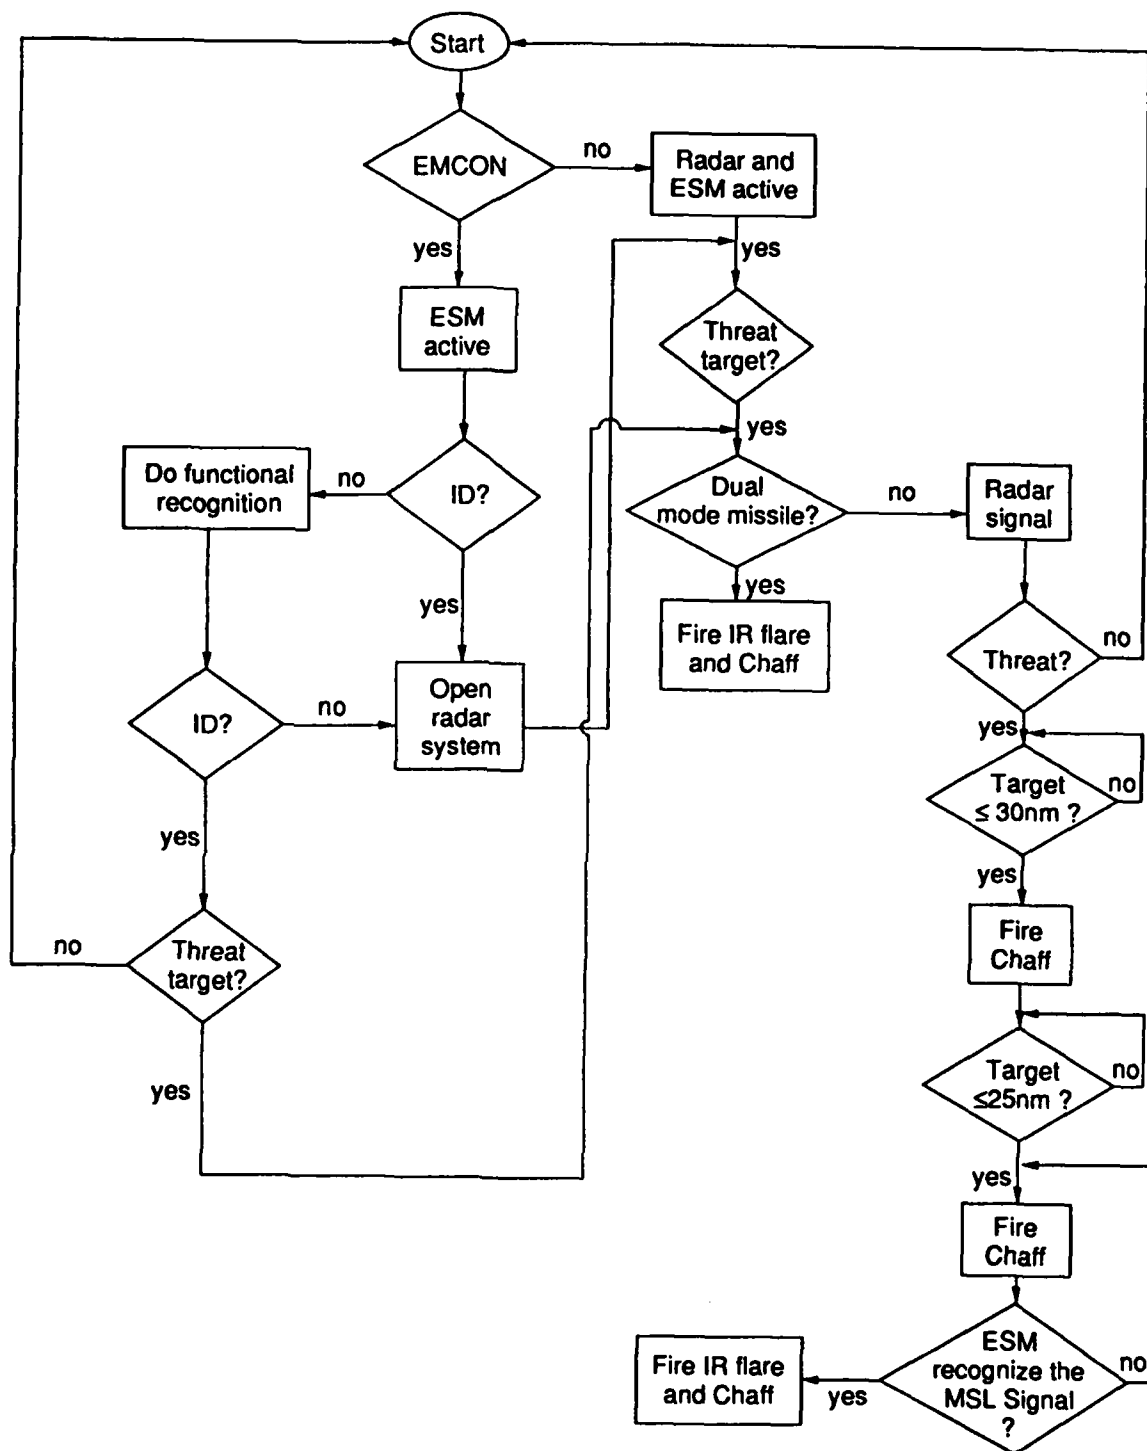 Start
EMCON
no
Radar and
ESM active
yes
yes
ESM
active
Threat
target?
yes
Do functional
recognition
no
ID?
Dual
mode missile?
no
Radar
signal
yes
yes
Fire IR flare
and Chaff
Threat?
no
ID?
no
Open
radar
system
yes
Target
≤ 30nm ?
no
yes
yes
Threat
target?
no
Fire
Chaff
yes
Target
≤25nm ?
no
yes
Fire
Chaff
ESM
recognize the
MSL Signal
?
no
yes
Fire IR flare
and Chaff